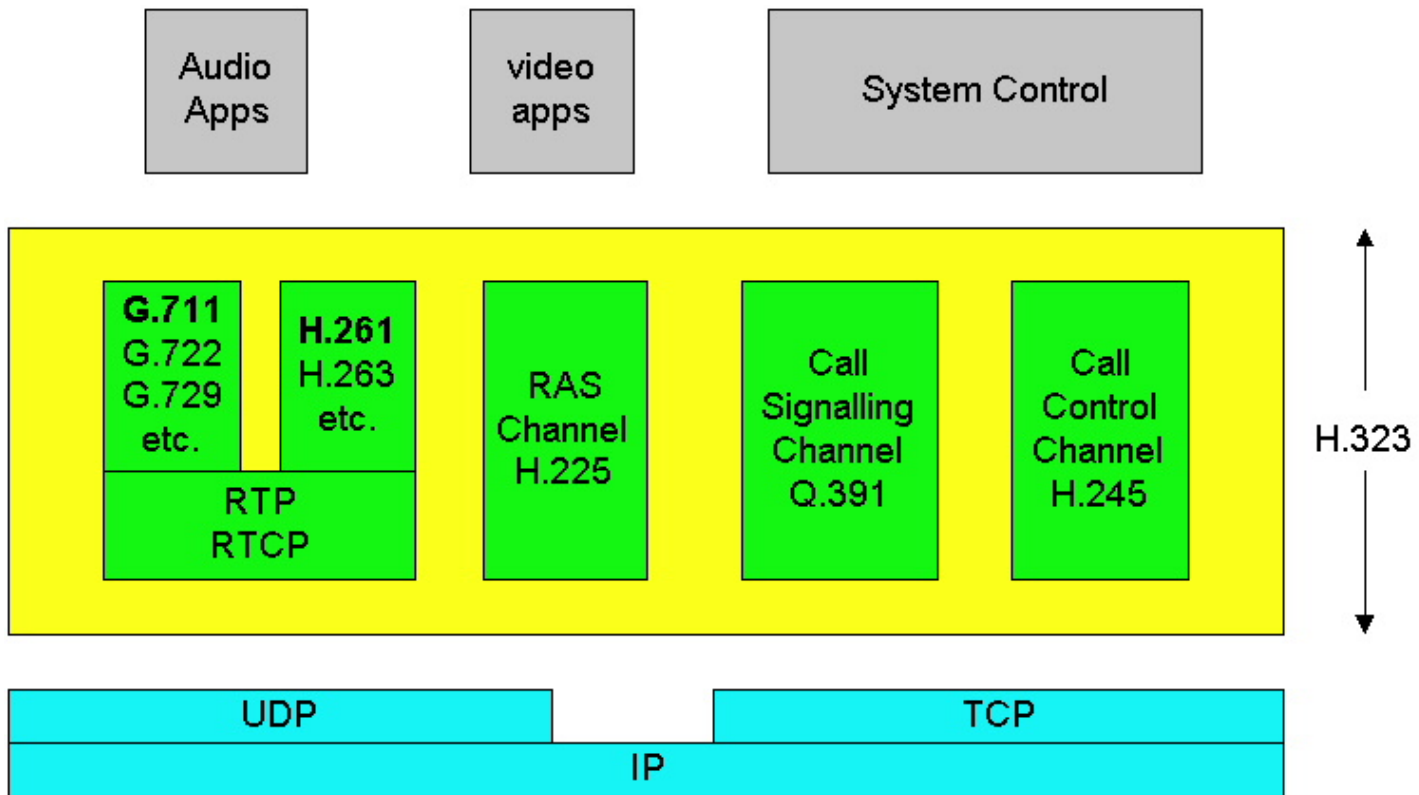 Audio
Apps
video
apps
System Control
G.711
G.722
G.729
etc.
H.261
H.263
etc.
RTP
RTCP
RAS
Channel
H.225
Call
Signalling
Channel
Q.391
Call
Control
Channel
H.245
H.323
UDP
TCP
IP